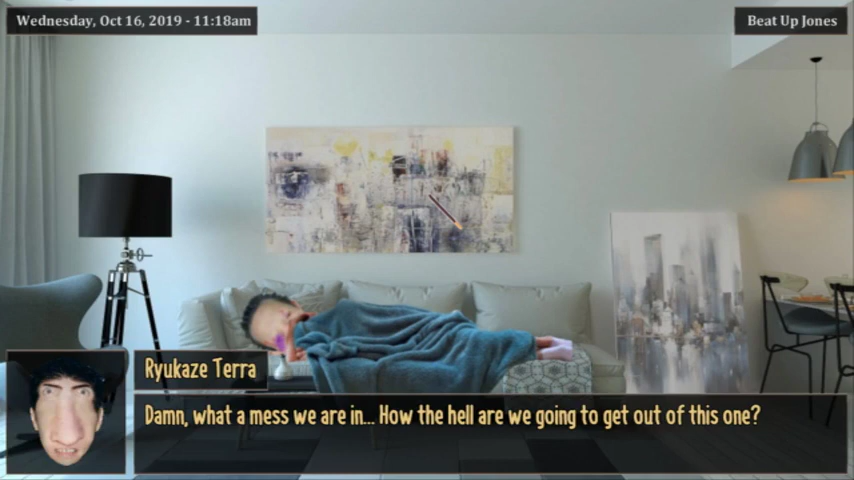 Wednesday, Oct 16, 2019 - 11:18am
Beat Up Jones
Ryukaze Terra
Damn, what a mess we are in... How the hell are we going to get out of this one?